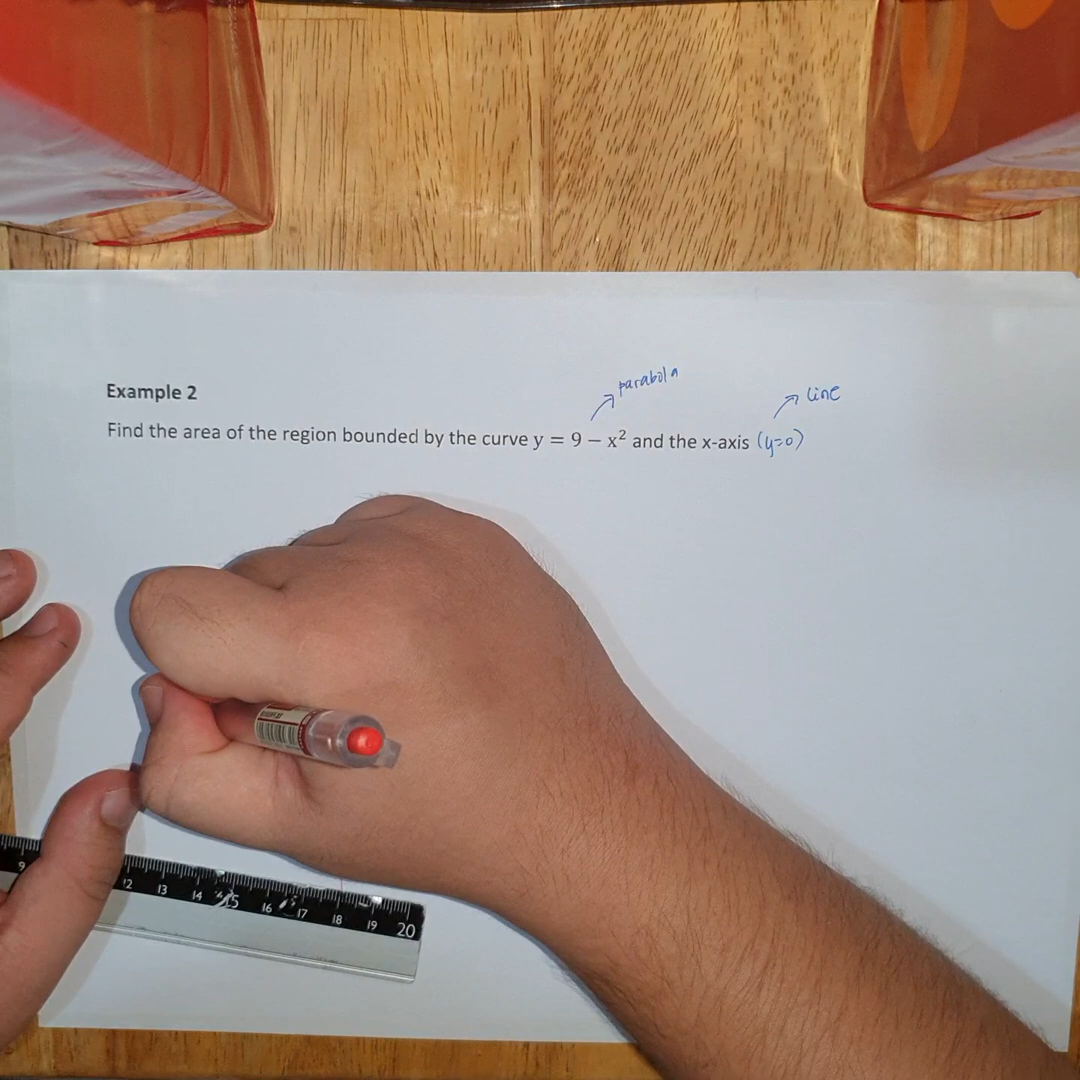 parabola
line
Example 2
Find the area of the region bounded by the curve y = 9 − x² and the x-axis (y=0)
9 12 13 14 15 16 17 18 19 20